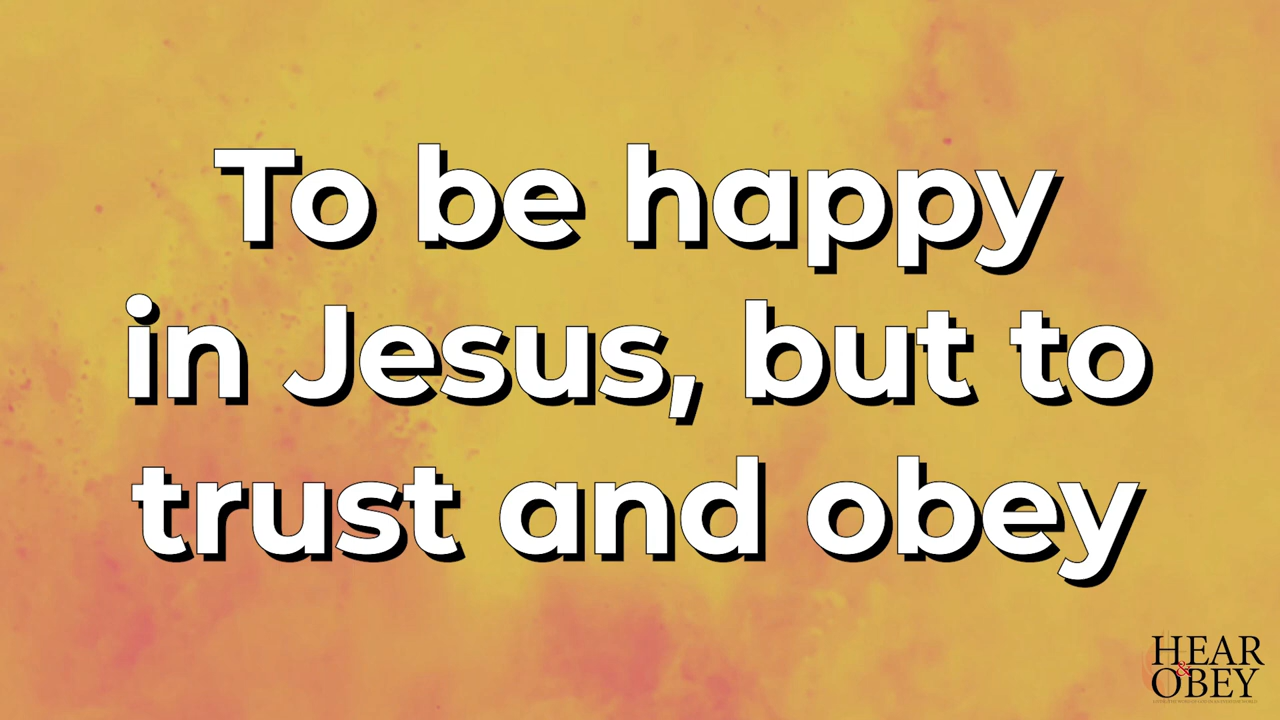 To be happy
in Jesus, but to
trust and obey
HEAR
&
OBEY